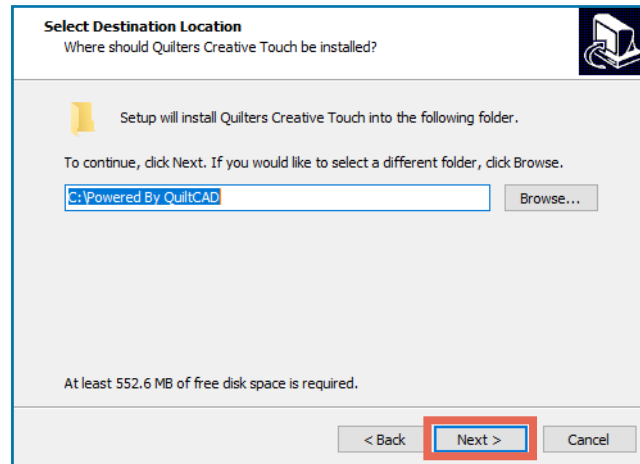 Select Destination Location
Where should Quilters Creative Touch be installed?
Setup will install Quilters Creative Touch into the following folder.
To continue, click Next. If you would like to select a different folder, click Browse.
C:\Powered By QuiltCAD
Browse...
At least 552.6 MB of free disk space is required.
< Back
Next >
Cancel